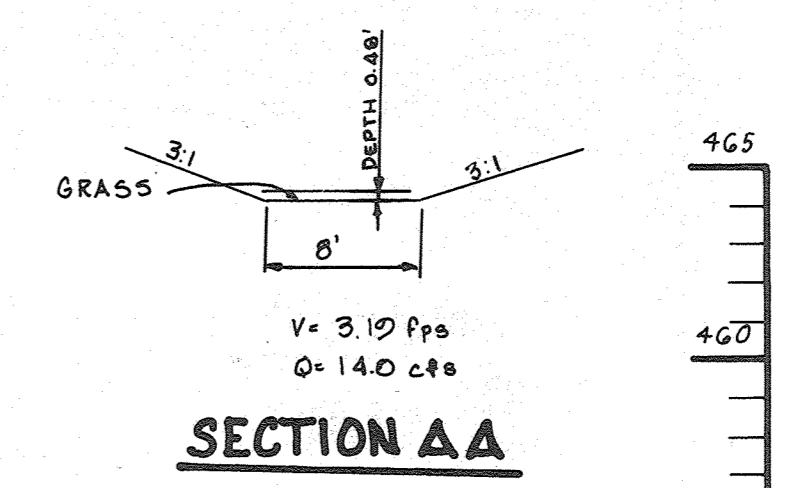 DEPTH 0.48'
3:1
3:1
GRASS
8'
V= 3.19 fps
Q= 14.0 cfs
SECTION AA
465
460